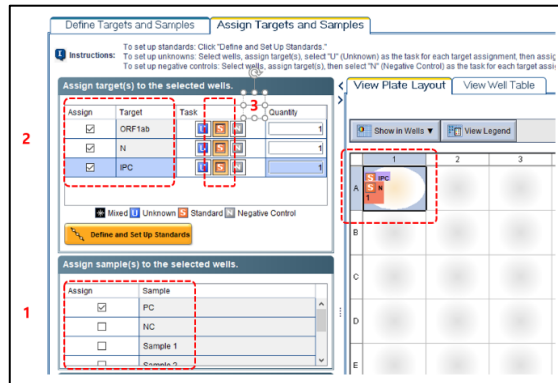 Define Targets and Samples
Assign Targets and Samples
Instructions:
To set up standards: Click "Define and Set Up Standards."
To set up unknowns: Select wells, assign target(s), select "U" (Unknown) as the task for each target assignment, then assig
To set up negative controls: Select wells, assign target(s), then select "N" (Negative Control) as the task for each target assig
Assign target(s) to the selected wells.
3
Assign Target Task Quantity
2
ORF1ab U S N 1
N U S N 1
IPC U S N 1
Mixed U Unknown S Standard N Negative Control
Define and Set Up Standards
Assign sample(s) to the selected wells.
Assign Sample
1
PC
NC
Sample 1
Sample 2
View Plate Layout
View Well Table
Show in Wells ▼
View Legend
1 2 3
A
S IPC
S N
1
B
C
D
E